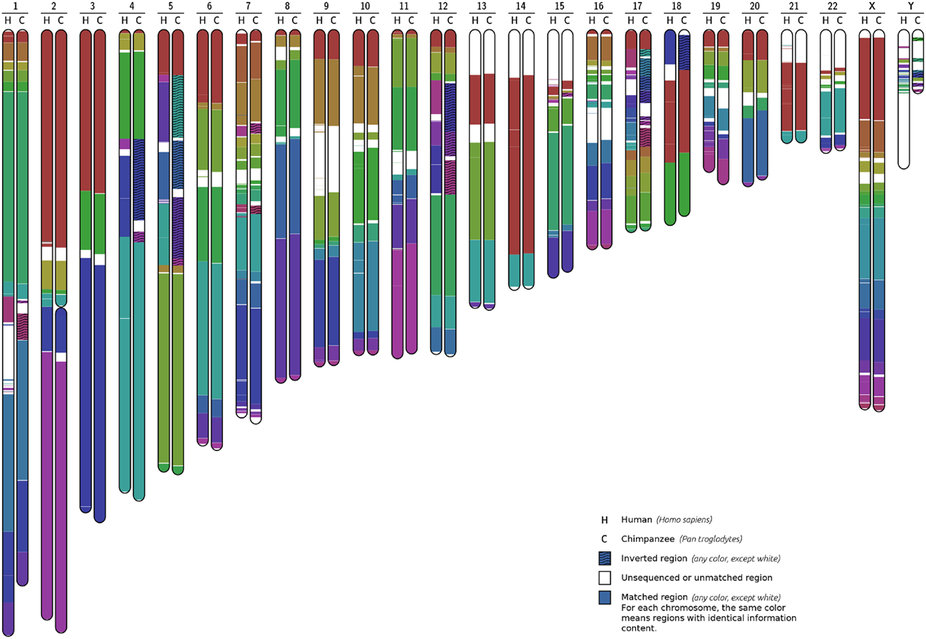 1 2 3 4 5 6 7 8 9 10 11 12 13 14 15 16 17 18 19 20 21 22 X Y
H C H C H C H C H C H C H C H C H C H C H C H C H C H C H C H C H C H C H C H C H C H C H C H C
H Human (Homo sapiens)
C Chimpanzee (Pan troglodytes)
Inverted region (any color, except white)
Unsequenced or unmatched region
Matched region (any color, except white)
For each chromosome, the same color
means regions with identical information
content.